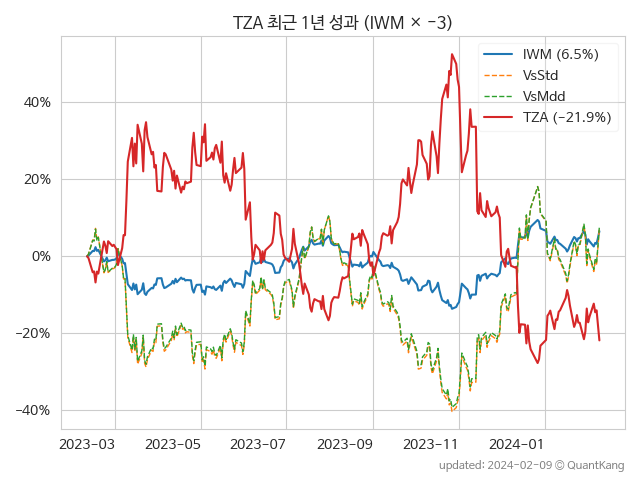 TZA 최근 1년 성과 (IWM × −3)
IWM (6.5%)
VsStd
VsMdd
TZA (−21.9%)
40%
20%
0%
−20%
−40%
2023-03 2023-05 2023-07 2023-09 2023-11 2024-01
updated: 2024-02-09 © QuantKang